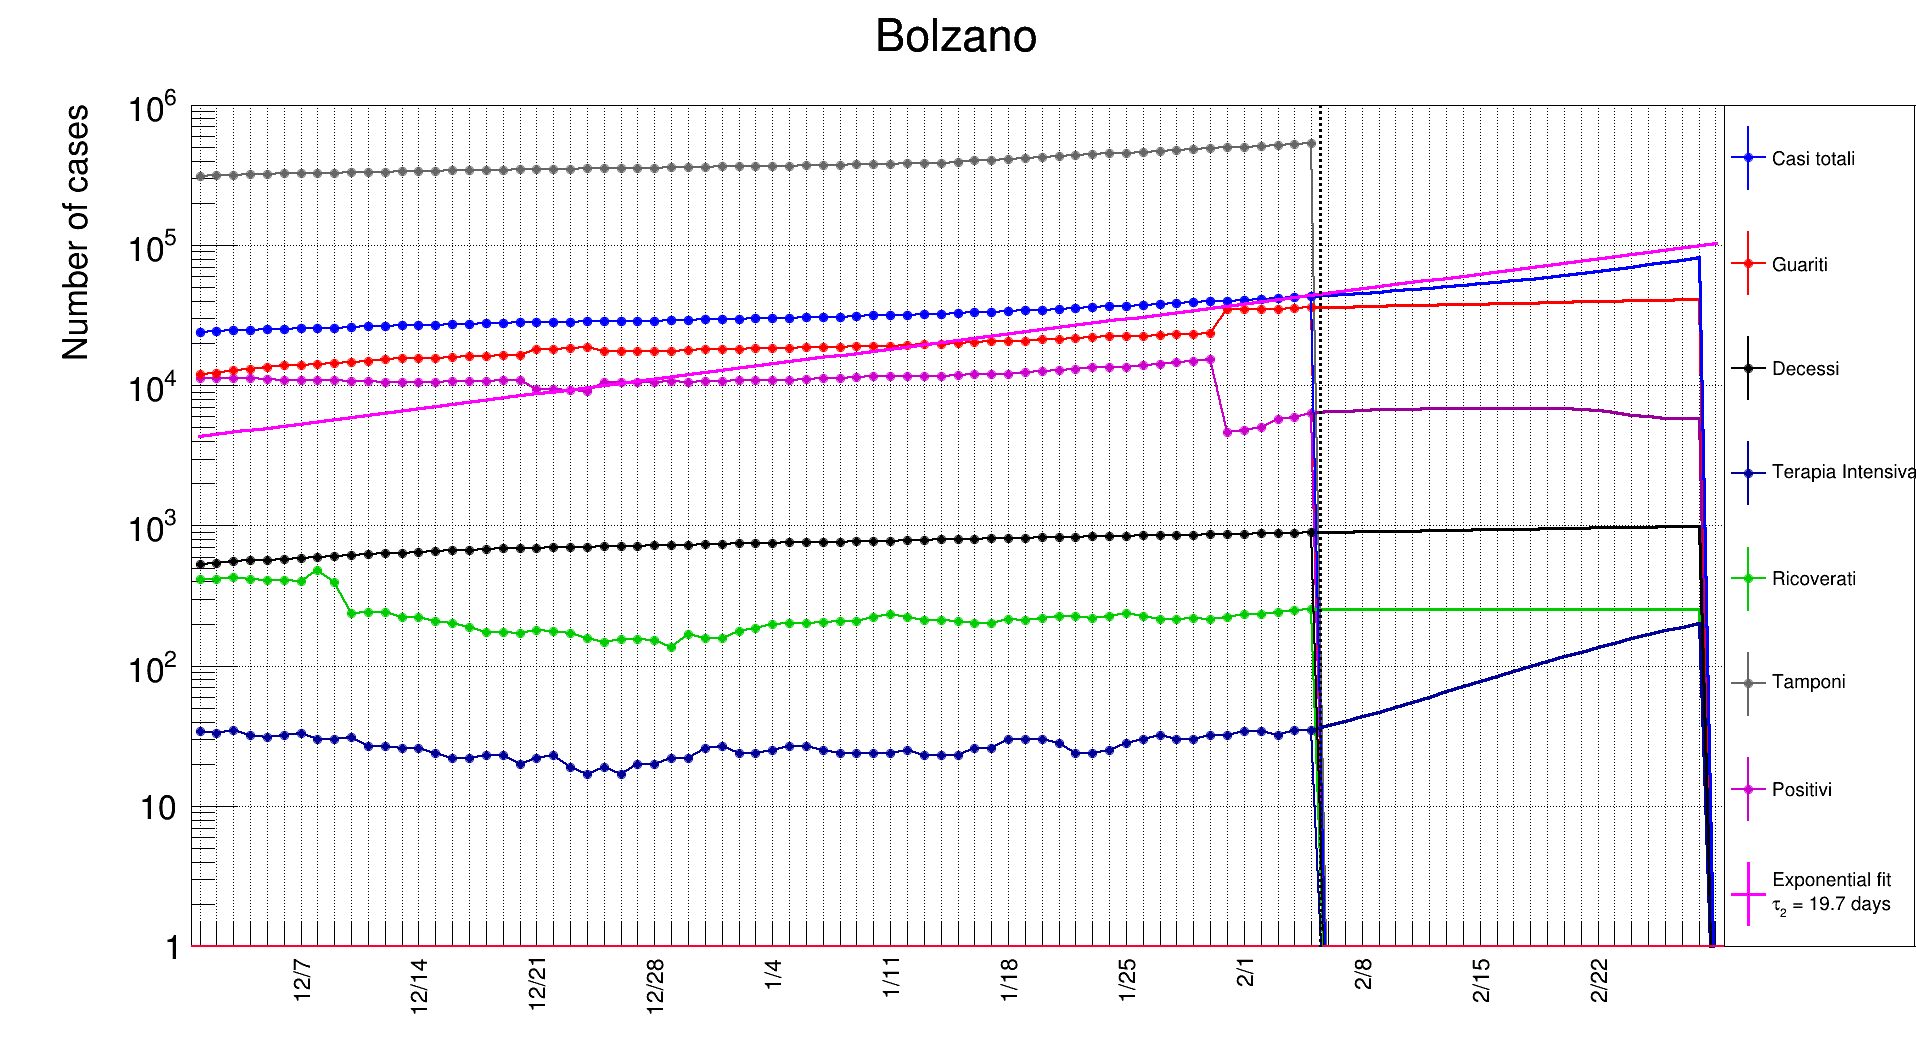 Bolzano
Number of cases
10^6
10^5
10^4
10^3
10^2
10
1
12/7
12/14
12/21
12/28
1/4
1/11
1/18
1/25
2/1
2/8
2/15
2/22
Casi totali
Guariti
Decessi
Terapia Intensiva
Ricoverati
Tamponi
Positivi
Exponential fit
τ_2 = 19.7 days